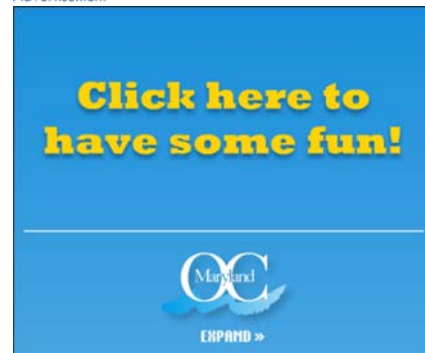 Advertisement
Click here to
have some fun!
OC
Maryland
EXPAND »